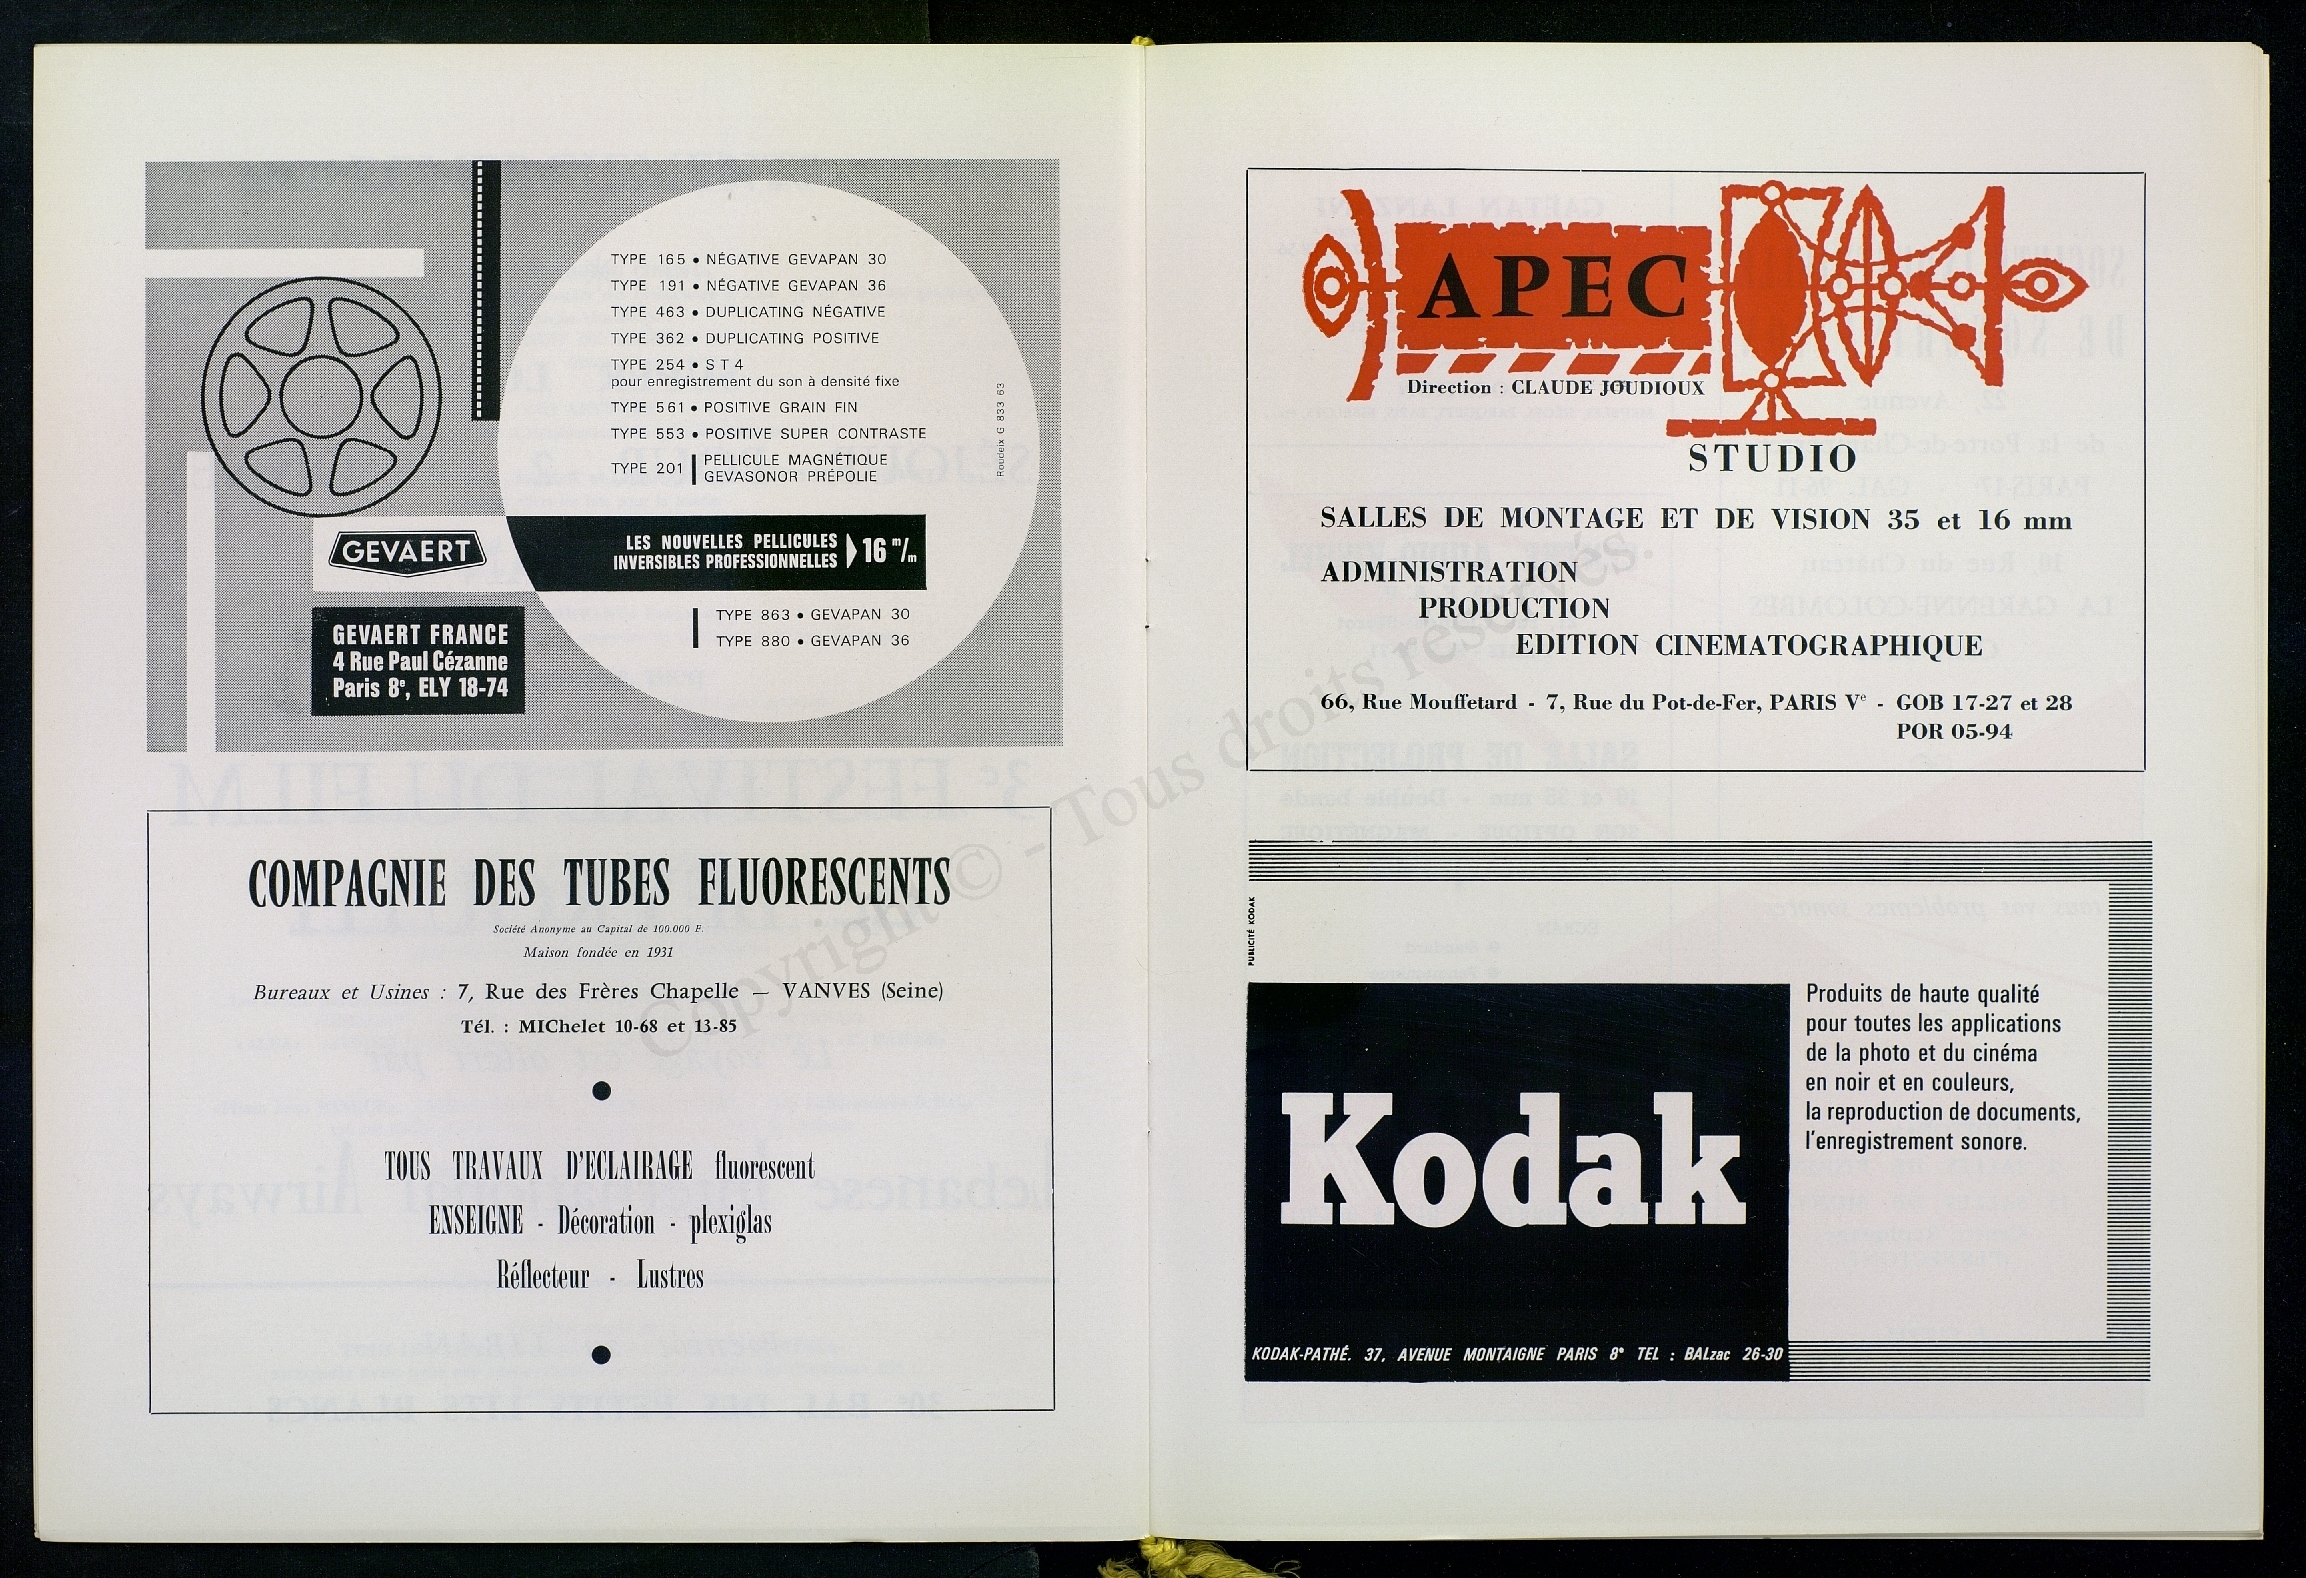 TYPE 165 • NÉGATIVE GEVAPAN 30
TYPE 191 • NÉGATIVE GEVAPAN 36
TYPE 463 • DUPLICATING NÉGATIVE
TYPE 362 • DUPLICATING POSITIVE
TYPE 254 • S T 4
pour enregistrement du son à densité fixe
TYPE 561 • POSITIVE GRAIN FIN
TYPE 553 • POSITIVE SUPER CONTRASTE
TYPE 201 | PELLICULE MAGNÉTIQUE
GEVASONOR PRÉPOLIE
Roudeix G 833 63
GEVAERT
LES NOUVELLES PELLICULES
INVERSIBLES PROFESSIONNELLES
16 m/m
TYPE 863 • GEVAPAN 30
TYPE 880 • GEVAPAN 36
GEVAERT FRANCE
4 Rue Paul Cézanne
Paris 8e, ELY 18-74
COMPAGNIE DES TUBES FLUORESCENTS
Société Anonyme au Capital de 100.000 F.
Maison fondée en 1931
Bureaux et Usines : 7, Rue des Frères Chapelle — VANVES (Seine)
Tél. : MIChelet 10-68 et 13-85
TOUS TRAVAUX D'ECLAIRAGE fluorescent
ENSEIGNE - Décoration - plexiglas
Réflecteur - Lustres
APEC
Direction : CLAUDE JOUDIOUX
STUDIO
SALLES DE MONTAGE ET DE VISION 35 et 16 mm
ADMINISTRATION
PRODUCTION
EDITION CINEMATOGRAPHIQUE
66, Rue Mouffetard - 7, Rue du Pot-de-Fer, PARIS Ve - GOB 17-27 et 28
POR 05-94
PUBLICITÉ KODAK
Kodak
Produits de haute qualité
pour toutes les applications
de la photo et du cinéma
en noir et en couleurs,
la reproduction de documents,
l'enregistrement sonore.
KODAK-PATHÉ. 37, AVENUE MONTAIGNE PARIS 8e TEL : BALzac 26-30
Copyright © - Tous droits réservés.